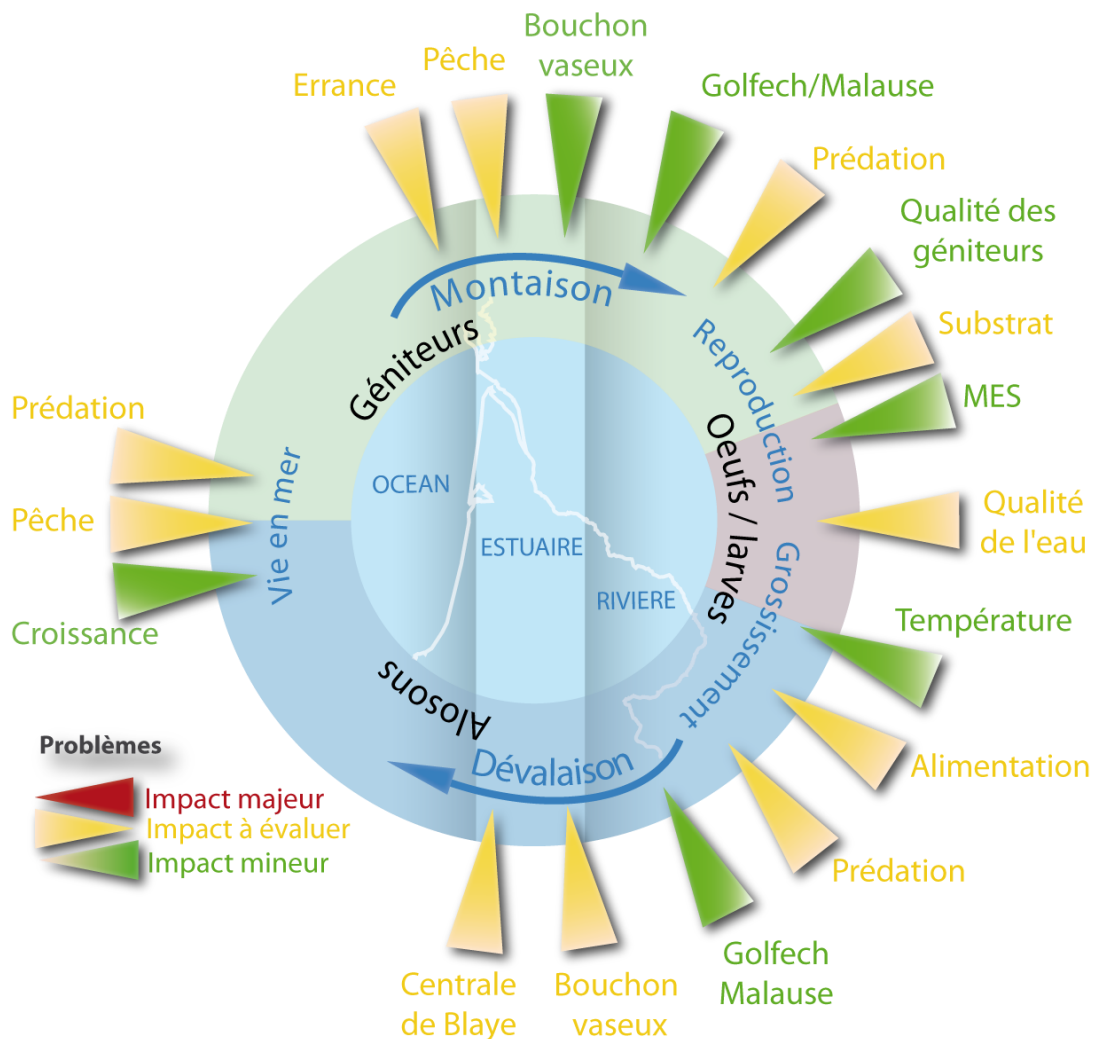 Bouchon
vaseux
Pêche
Errance
Golfech/Malause
Prédation
Qualité des
géniteurs
Substrat
MES
Montaison
Géniteurs
Reproduction
Oeufs / larves
Prédation
Pêche
Croissance
Vie en mer
OCEAN
ESTUAIRE
RIVIERE
Qualité
de l'eau
Grossissement
Température
Alosons
Dévalaison
Alimentation
Prédation
Golfech
Malause
Bouchon
vaseux
Centrale
de Blaye
Problèmes
Impact majeur
Impact à évaluer
Impact mineur